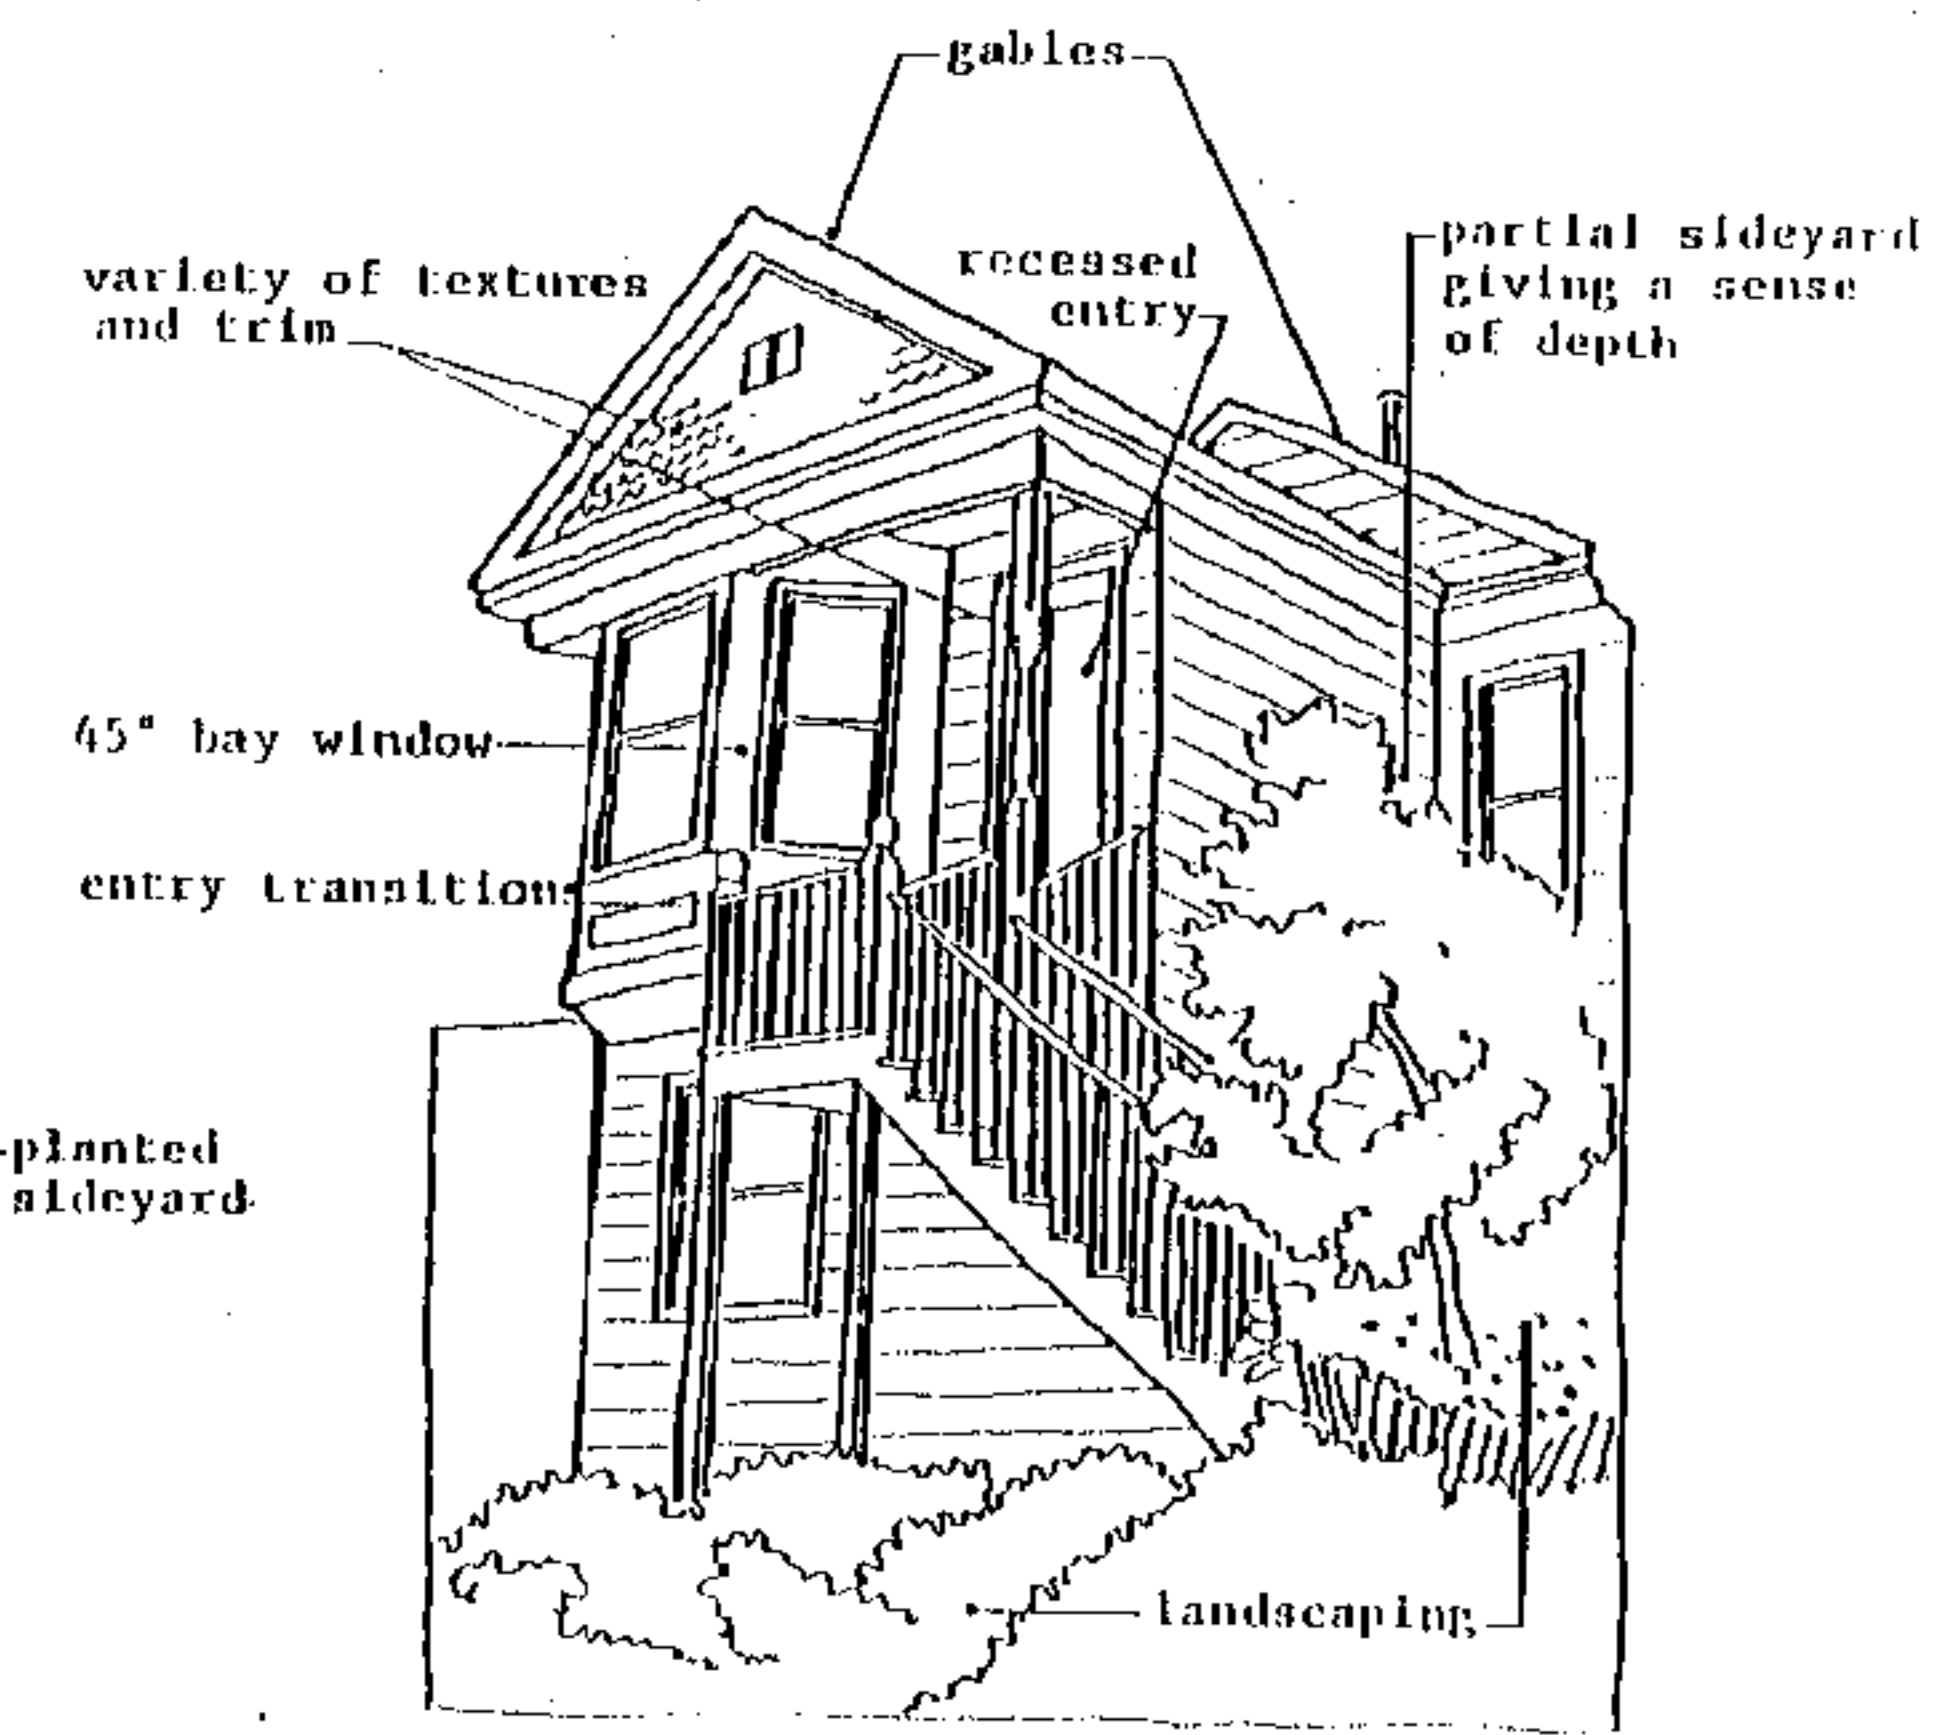 gables
variety of textures
and trim
recessed
entry
partial sideyard
giving a sense
of depth
45° bay window
entry transition
planted
sideyard
landscaping